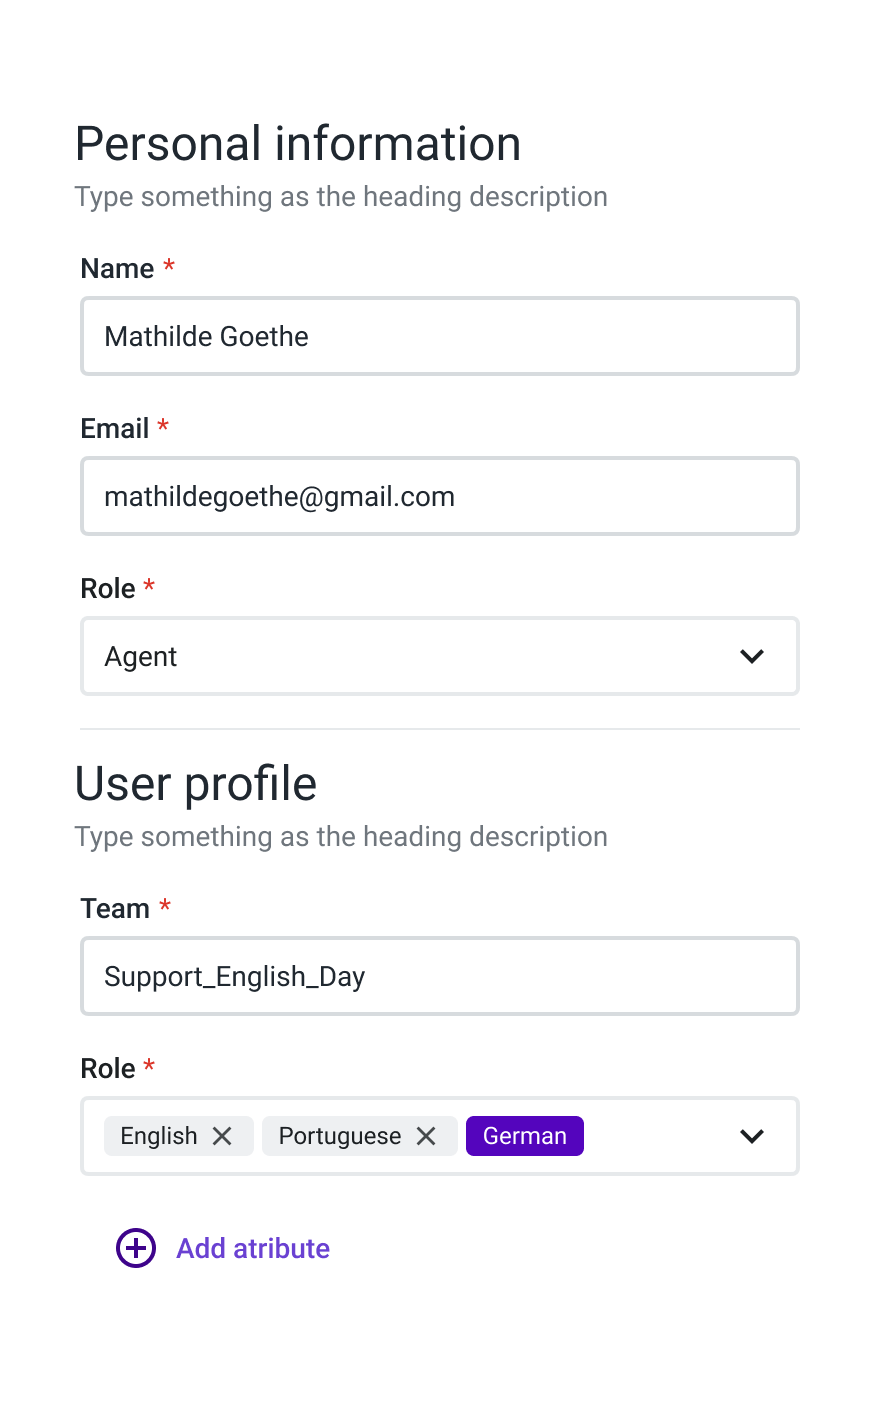 Personal information
Type something as the heading description
Name *
Mathilde Goethe
Email *
mathildegoethe@gmail.com
Role *
Agent
User profile
Type something as the heading description
Team *
Support_English_Day
Role *
English Portuguese German
Add atribute